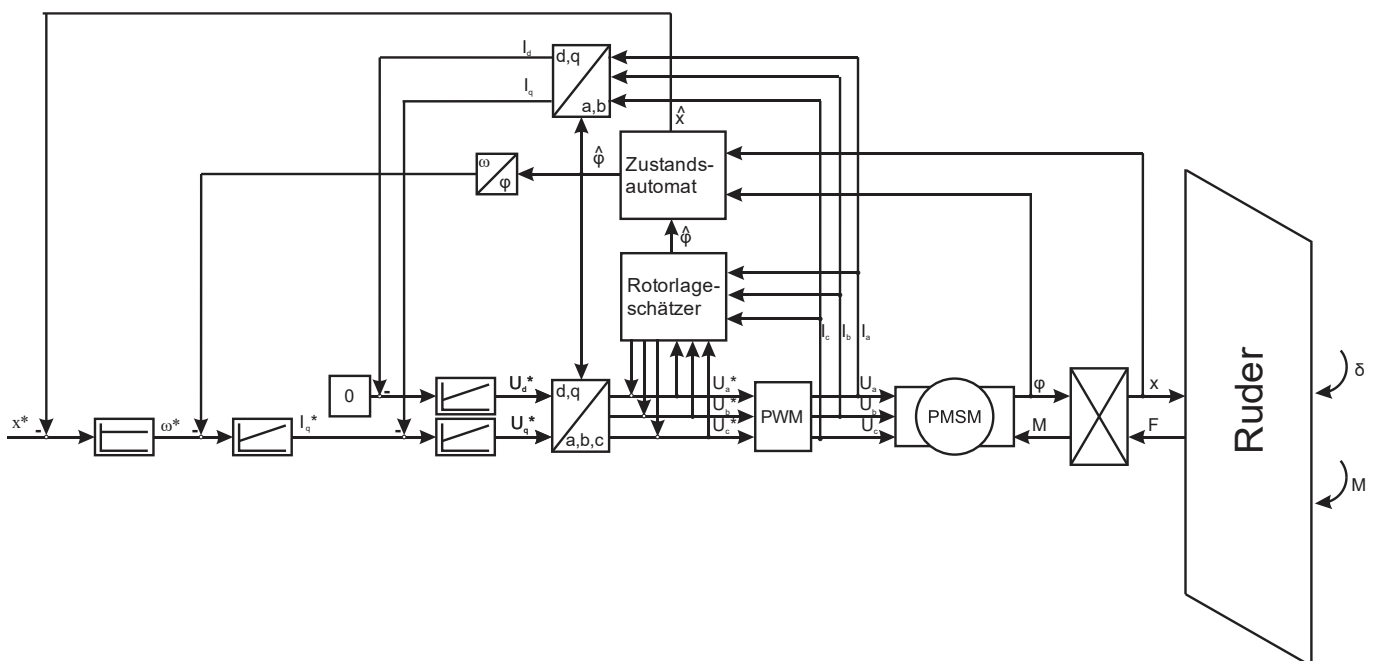 I_d
d,q
I_q
a,b
x̂
φ̂
ω
φ
Zustands-
automat
φ̂
Rotorlage-
schätzer
I_c I_b I_a
0
U_d*
d,q
U_a*
U_a
φ
x
δ
x*
ω*
I_q*
U_q*
a,b,c
U_b*
PWM
U_b
PMSM
U_c*
U_c
M
F
Ruder
M